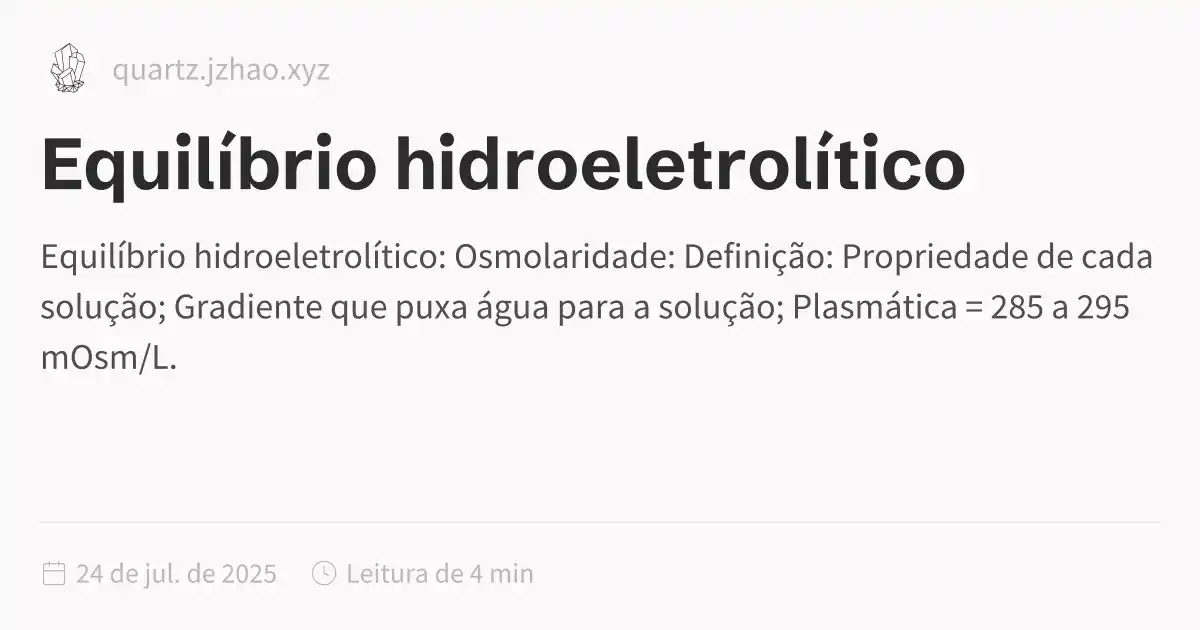 quartz.jzhao.xyz
Equilíbrio hidroeletrolítico
Equilíbrio hidroeletrolítico: Osmolaridade: Definição: Propriedade de cada
solução; Gradiente que puxa água para a solução; Plasmática = 285 a 295
mOsm/L.
24 de jul. de 2025 Leitura de 4 min